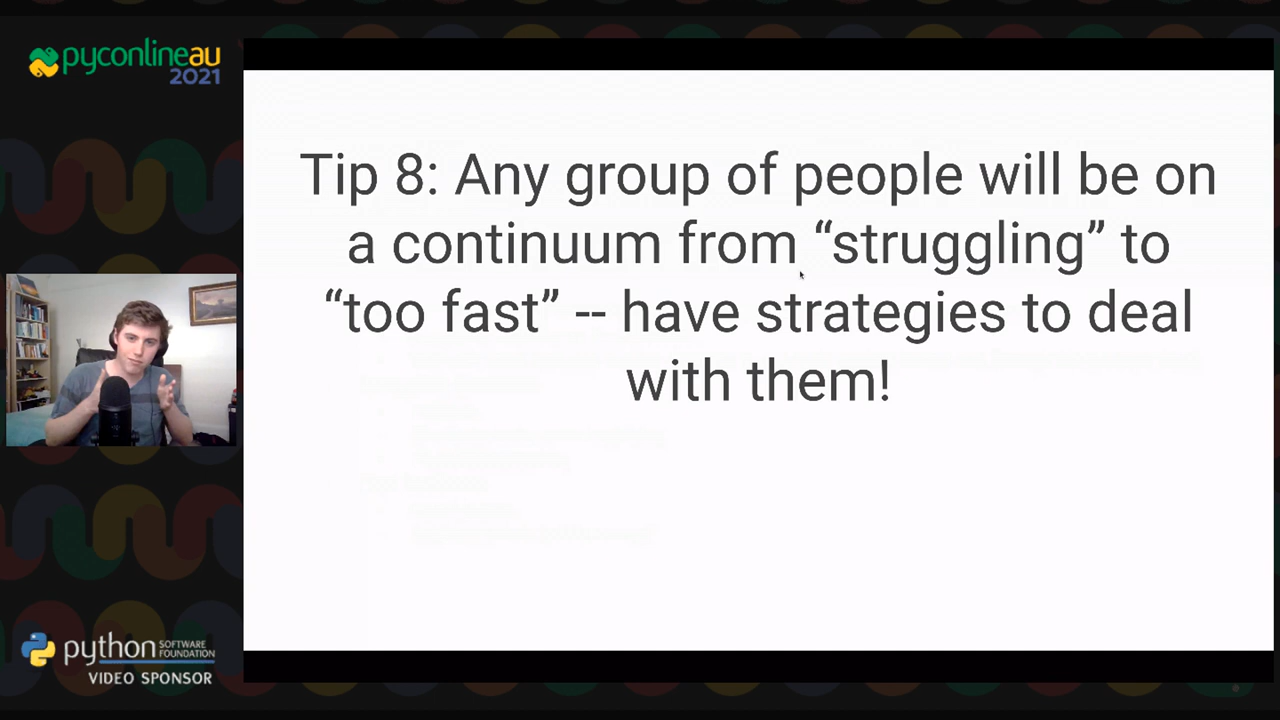 pyconlineau
2021
Tip 8: Any group of people will be on
a continuum from “struggling” to
“too fast” -- have strategies to deal
with them!
python SOFTWARE
FOUNDATION
VIDEO SPONSOR